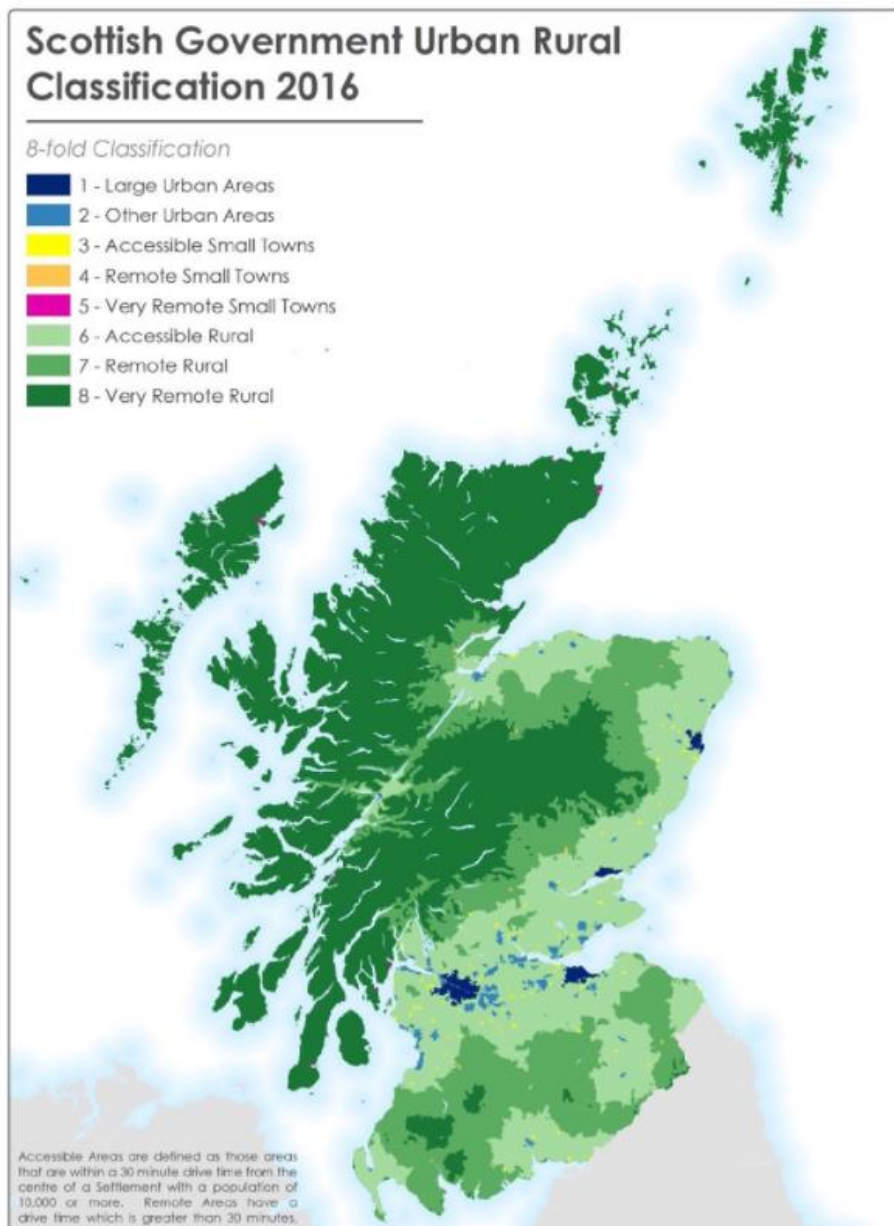 Scottish Government Urban Rural
Classification 2016
8-fold Classification
1 - Large Urban Areas
2 - Other Urban Areas
3 - Accessible Small Towns
4 - Remote Small Towns
5 - Very Remote Small Towns
6 - Accessible Rural
7 - Remote Rural
8 - Very Remote Rural
Accessible Areas are defined as those areas
that are within a 30 minute drive time from the
centre of a Settlement with a population of
10,000 or more. Remote Areas have a
drive time which is greater than 30 minutes.